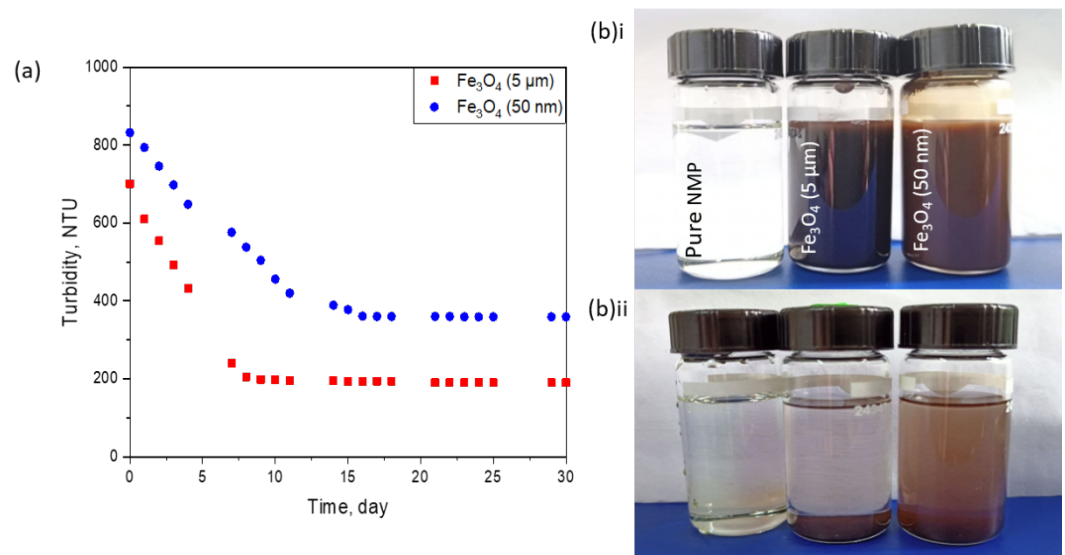 (a)
1000
800
600
400
200
0
Turbidity, NTU
0 5 10 15 20 25 30
Time, day
Fe₃O₄ (5 µm)
Fe₃O₄ (50 nm)
(b)i
Pure NMP
Fe₃O₄ (5 µm)
Fe₃O₄ (50 nm)
(b)ii